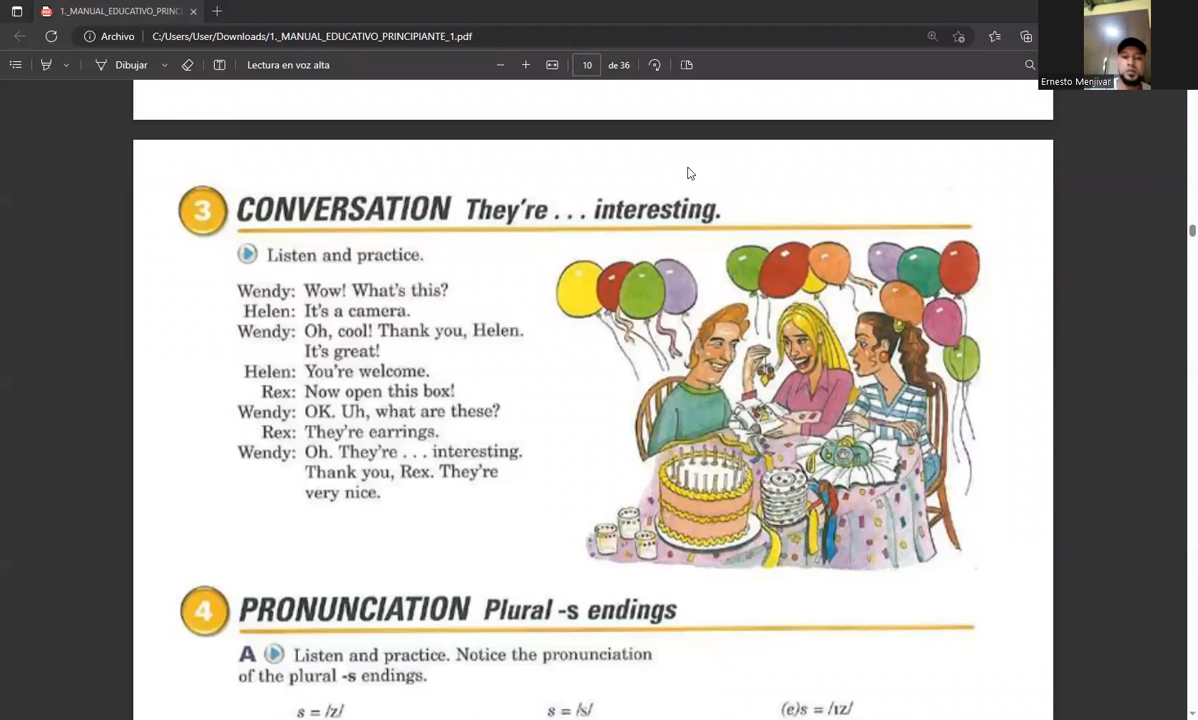 1._MANUAL_EDUCATIVO_PRINCI
Archivo
C:/Users/User/Downloads/1._MANUAL_EDUCATIVO_PRINCIPIANTE_1.pdf
Dibujar
Lectura en voz alta
10
de 36
Ernesto Menjivar
3 CONVERSATION They're . . . interesting.
Listen and practice.
Wendy: Wow! What's this?
Helen: It's a camera.
Wendy: Oh, cool! Thank you, Helen.
It's great!
Helen: You're welcome.
Rex: Now open this box!
Wendy: OK. Uh, what are these?
Rex: They're earrings.
Wendy: Oh. They're . . . interesting.
Thank you, Rex. They're
very nice.
4 PRONUNCIATION Plural -s endings
A Listen and practice. Notice the pronunciation
of the plural -s endings.
s = /z/
s = /s/
(e)s = /ɪz/